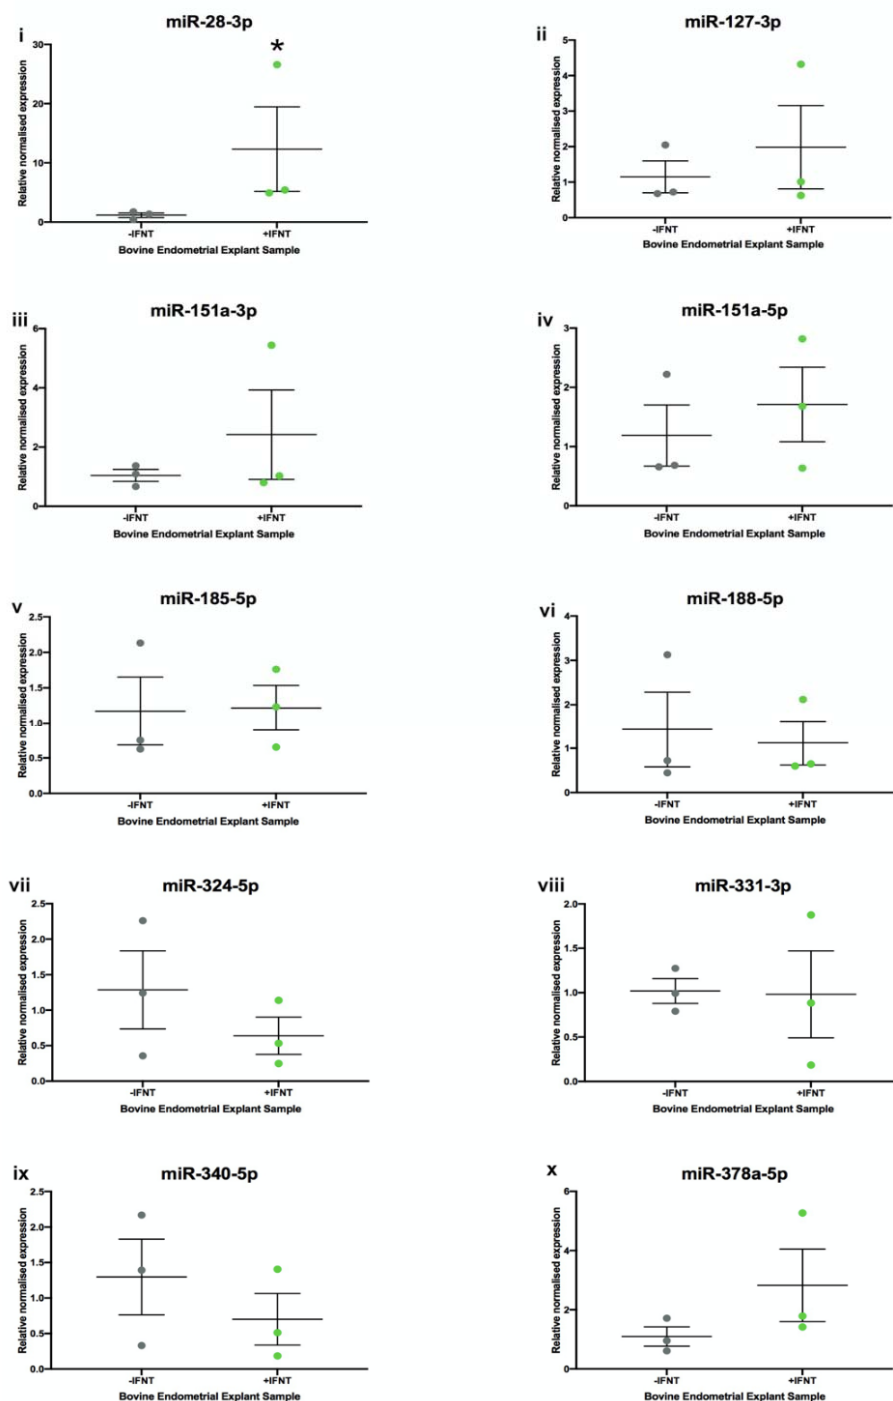 i
miR-28-3p
*
Relative normalised expression
30
20
10
0
-IFNT
+IFNT
Bovine Endometrial Explant Sample
ii
miR-127-3p
Relative normalised expression
5
4
3
2
1
0
-IFNT
+IFNT
Bovine Endometrial Explant Sample
iii
miR-151a-3p
Relative normalised expression
6
4
2
0
-IFNT
+IFNT
Bovine Endometrial Explant Sample
iv
miR-151a-5p
Relative normalised expression
3
2
1
0
-IFNT
+IFNT
Bovine Endometrial Explant Sample
v
miR-185-5p
Relative normalised expression
2.5
2.0
1.5
1.0
0.5
0.0
-IFNT
+IFNT
Bovine Endometrial Explant Sample
vi
miR-188-5p
Relative normalised expression
4
3
2
1
0
-IFNT
+IFNT
Bovine Endometrial Explant Sample
vii
miR-324-5p
Relative normalised expression
2.5
2.0
1.5
1.0
0.5
0.0
-IFNT
+IFNT
Bovine Endometrial Explant Sample
viii
miR-331-3p
Relative normalised expression
2.0
1.5
1.0
0.5
0.0
-IFNT
+IFNT
Bovine Endometrial Explant Sample
ix
miR-340-5p
Relative normalised expression
2.5
2.0
1.5
1.0
0.5
0.0
-IFNT
+IFNT
Bovine Endometrial Explant Sample
x
miR-378a-5p
Relative normalised expression
6
4
2
0
-IFNT
+IFNT
Bovine Endometrial Explant Sample